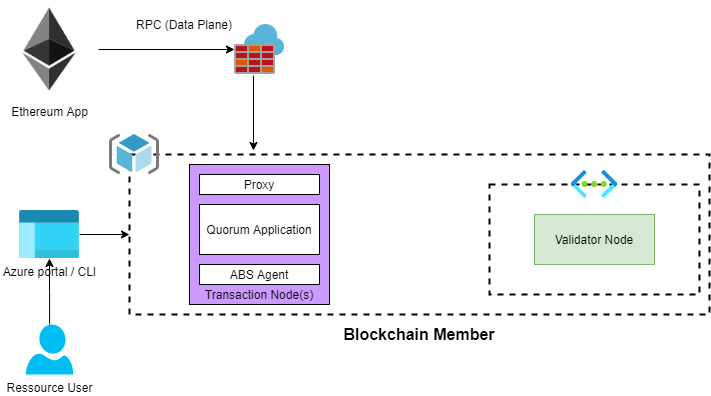 RPC (Data Plane)
Ethereum App
Proxy
Quorum Application
ABS Agent
Transaction Node(s)
Validator Node
Azure portal / CLI
Blockchain Member
Ressource User